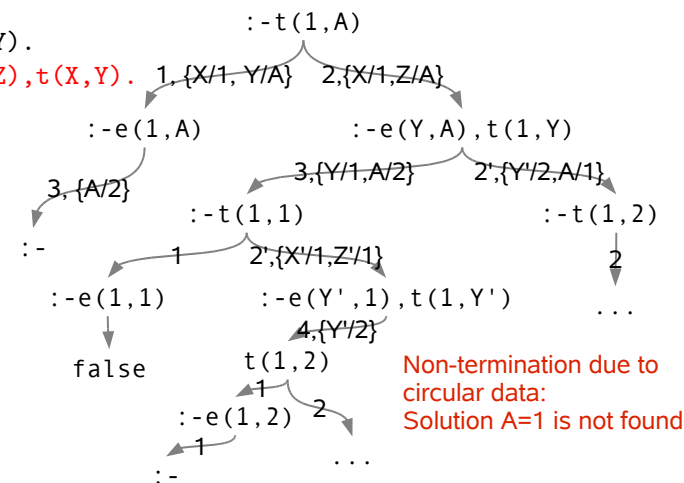 :-t(1,A)
Y).
Z),t(X,Y).
1, {X/1, Y/A}
2,{X/1,Z/A}
:-e(1,A)
:-e(Y,A),t(1,Y)
3, {A/2}
3,{Y/1,A/2}
2',{Y'/2,A/1}
:-t(1,1)
:-t(1,2)
:-
1
2',{X'/1,Z'/1}
2
:-e(1,1)
:-e(Y',1),t(1,Y')
...
4,{Y'/2}
false
t(1,2)
Non-termination due to
circular data:
Solution A=1 is not found
1
:-e(1,2)
2
1
:-
...